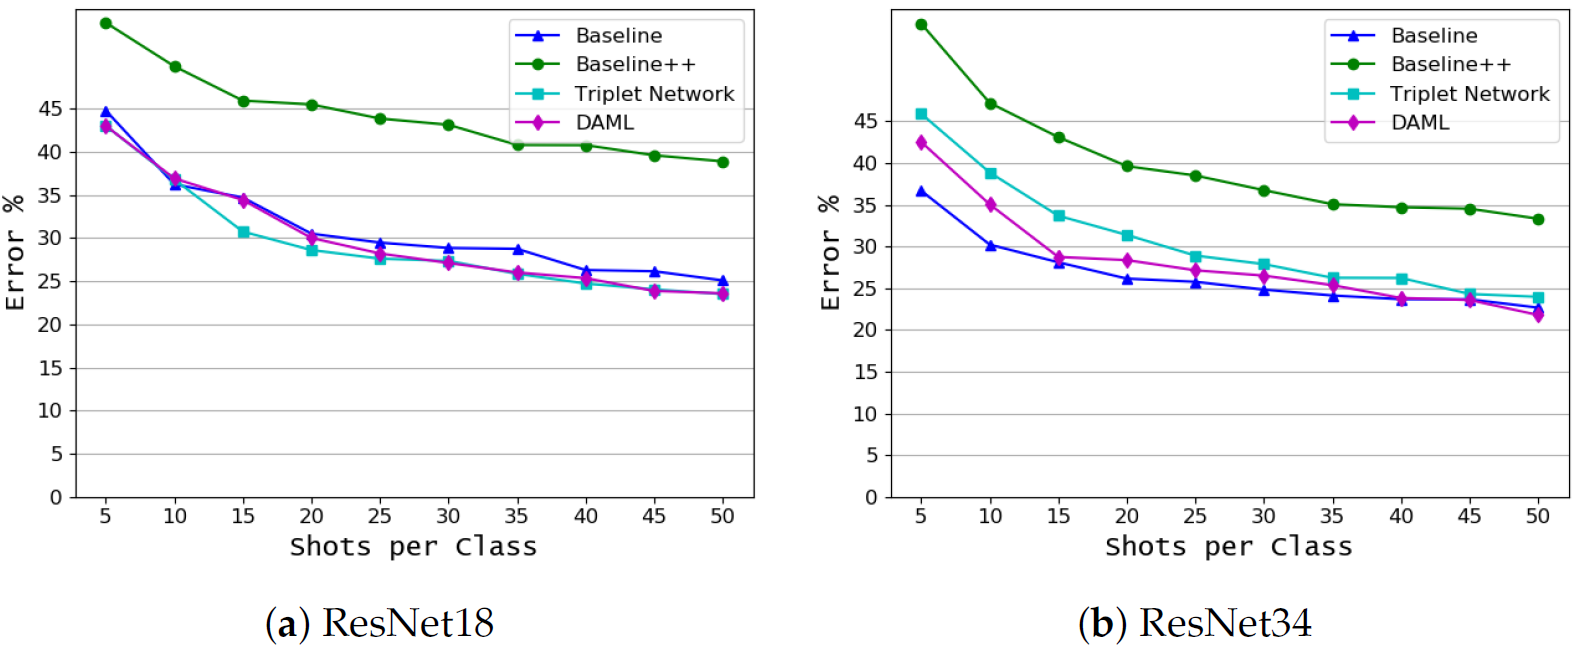 Baseline
Baseline++
Triplet Network
DAML
45
40
35
30
25
20
15
10
5
0
Error %
5 10 15 20 25 30 35 40 45 50
Shots per Class
(a) ResNet18
Baseline
Baseline++
Triplet Network
DAML
45
40
35
30
25
20
15
10
5
0
Error %
5 10 15 20 25 30 35 40 45 50
Shots per Class
(b) ResNet34